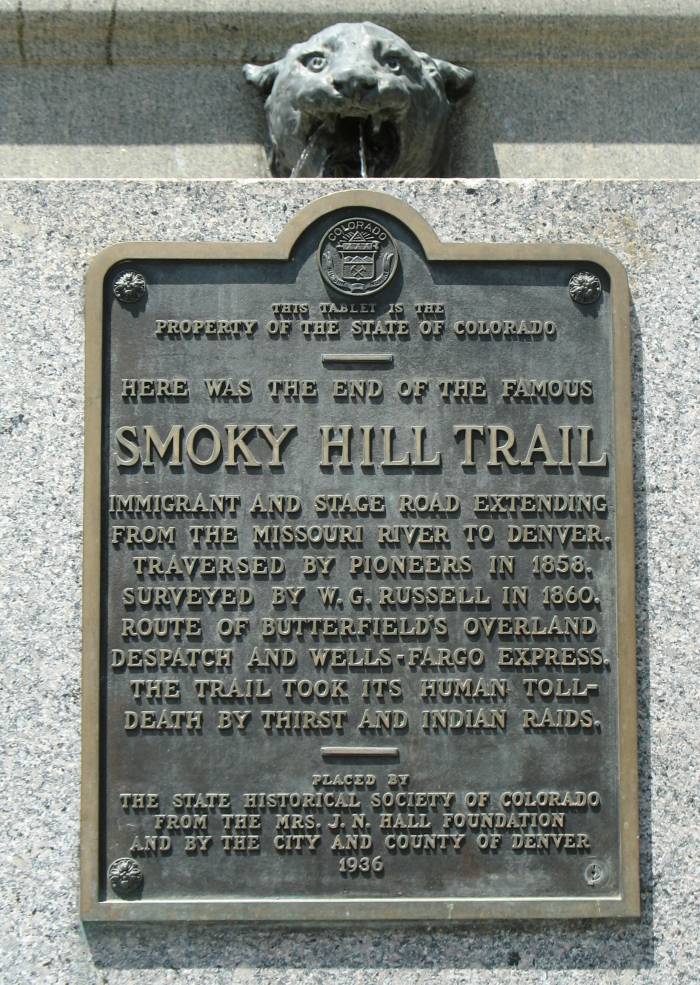 COLORADO
THIS TABLET IS THE
PROPERTY OF THE STATE OF COLORADO
HERE WAS THE END OF THE FAMOUS
SMOKY HILL TRAIL
IMMIGRANT AND STAGE ROAD EXTENDING
FROM THE MISSOURI RIVER TO DENVER.
TRAVERSED BY PIONEERS IN 1858.
SURVEYED BY W. G. RUSSELL IN 1860.
ROUTE OF BUTTERFIELD'S OVERLAND
DESPATCH AND WELLS-FARGO EXPRESS.
THE TRAIL TOOK ITS HUMAN TOLL-
DEATH BY THIRST AND INDIAN RAIDS.
PLACED BY
THE STATE HISTORICAL SOCIETY OF COLORADO
FROM THE MRS. J. N. HALL FOUNDATION
AND BY THE CITY AND COUNTY OF DENVER
1936